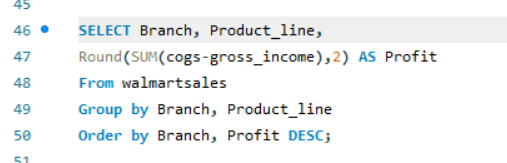 45
46 SELECT Branch, Product_line,
47 Round(SUM(cogs-gross_income),2) AS Profit
48 From walmartsales
49 Group by Branch, Product_line
50 Order by Branch, Profit DESC;
51